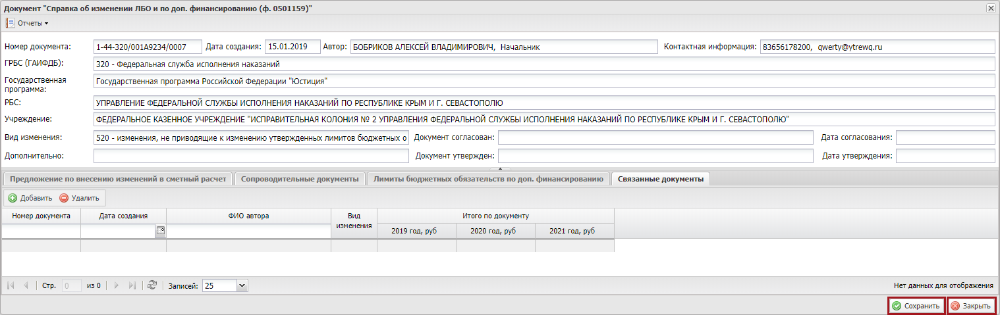 Документ "Справка об изменении ЛБО и по доп. финансированию (ф. 0501159)"
Отчеты
Номер документа: 1-44-320/001А9234/0007 Дата создания: 15.01.2019 Автор: БОБРИКОВ АЛЕКСЕЙ ВЛАДИМИРОВИЧ, Начальник Контактная информация: 83656178200, qwerty@ytrewq.ru
ГРБС (ГАИФДБ): 320 - Федеральная служба исполнения наказаний
Государственная
программа: Государственная программа Российской Федерации "Юстиция"
РБС: УПРАВЛЕНИЕ ФЕДЕРАЛЬНОЙ СЛУЖБЫ ИСПОЛНЕНИЯ НАКАЗАНИЙ ПО РЕСПУБЛИКЕ КРЫМ И Г. СЕВАСТОПОЛЮ
Учреждение: ФЕДЕРАЛЬНОЕ КАЗЕННОЕ УЧРЕЖДЕНИЕ "ИСПРАВИТЕЛЬНАЯ КОЛОНИЯ № 2 УПРАВЛЕНИЯ ФЕДЕРАЛЬНОЙ СЛУЖБЫ ИСПОЛНЕНИЯ НАКАЗАНИЙ ПО РЕСПУБЛИКЕ КРЫМ И Г. СЕВАСТОПОЛЮ"
Вид изменения: 520 - изменения, не приводящие к изменению утвержденных лимитов бюджетных о Документ согласован: Дата согласования:
Дополнительно: Документ утвержден: Дата утверждения:
Предложение по внесению изменений в сметный расчет Сопроводительные документы Лимиты бюджетных обязательств по доп. финансированию Связанные документы
Добавить Удалить
Номер документа Дата создания ФИО автора Вид изменения Итого по документу
2019 год, руб 2020 год, руб 2021 год, руб
Стр. 0 из 0 Записей: 25 Нет данных для отображения
Сохранить Закрыть